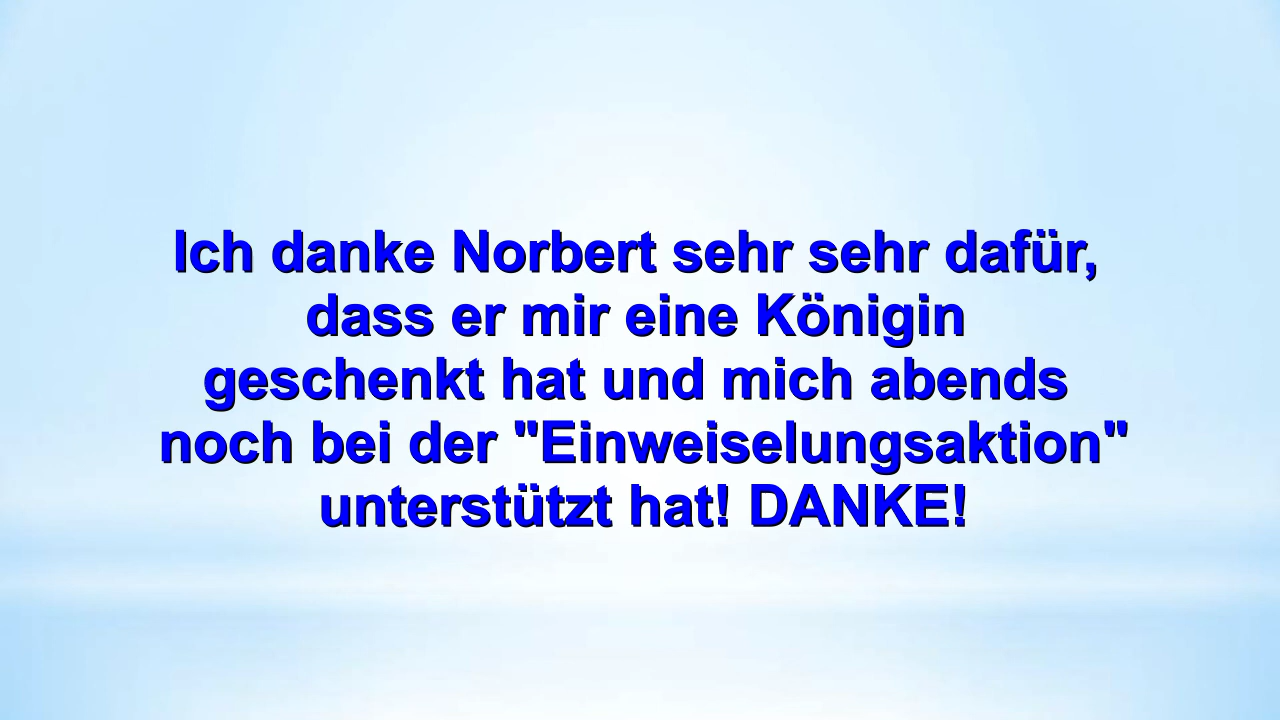 Ich danke Norbert sehr sehr dafür,
dass er mir eine Königin
geschenkt hat und mich abends
noch bei der "Einweiselungsaktion"
unterstützt hat! DANKE!